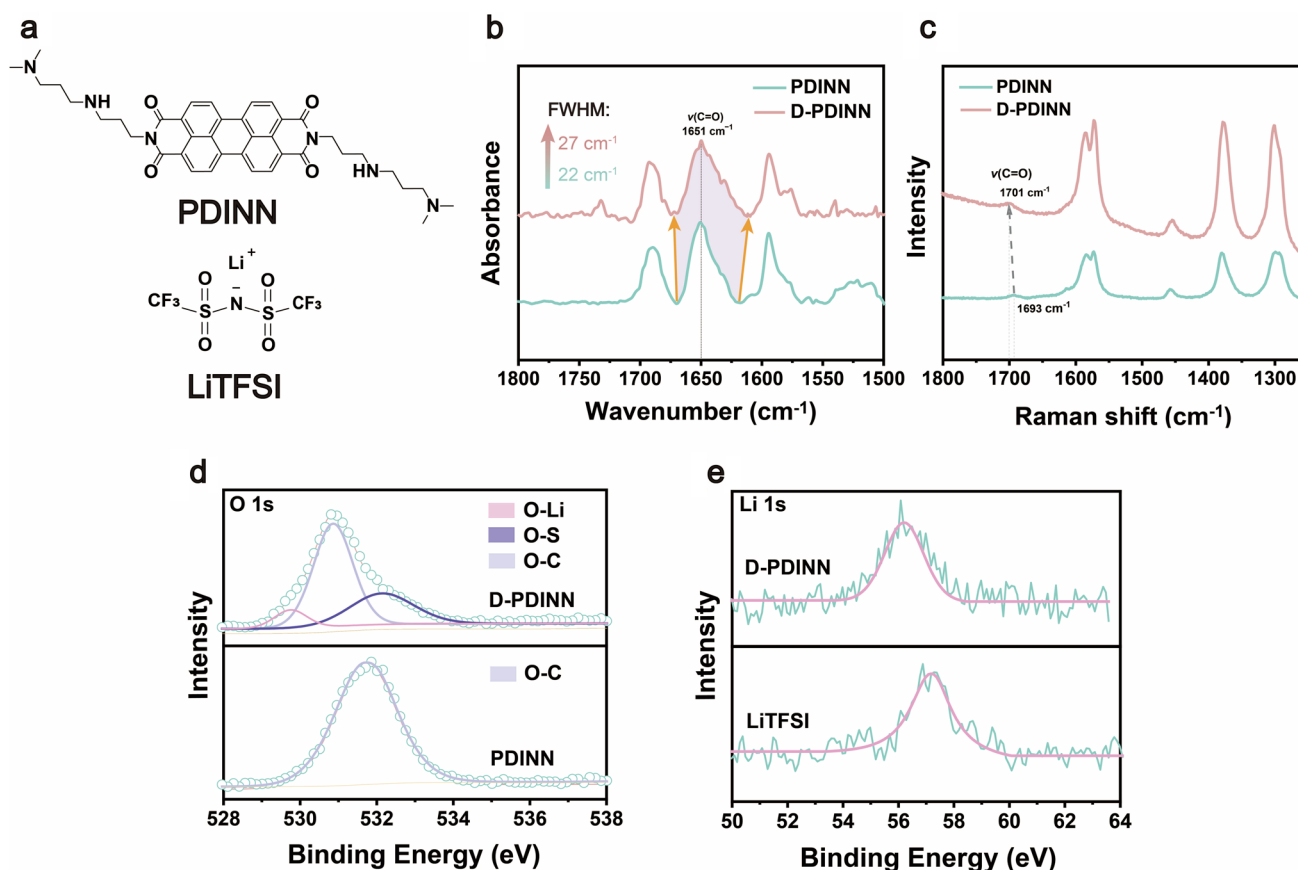 a
N
NH
O
O
N
N
O
O
HN
N
PDINN
Li+
O
O
CF3
S
N
−
S
CF3
O
O
LiTFSI
b
PDINN
D-PDINN
FWHM:
27 cm-1
22 cm-1
ν(C=O)
1651 cm-1
Absorbance
1800 1750 1700 1650 1600 1550 1500
Wavenumber (cm-1)
c
PDINN
D-PDINN
ν(C=O)
1701 cm-1
1693 cm-1
Intensity
1800 1700 1600 1500 1400 1300
Raman shift (cm-1)
d
O 1s
O-Li
O-S
O-C
D-PDINN
O-C
PDINN
Intensity
Intensity
528 530 532 534 536 538
Binding Energy (eV)
e
Li 1s
D-PDINN
LiTFSI
Intensity
Intensity
50 52 54 56 58 60 62 64
Binding Energy (eV)